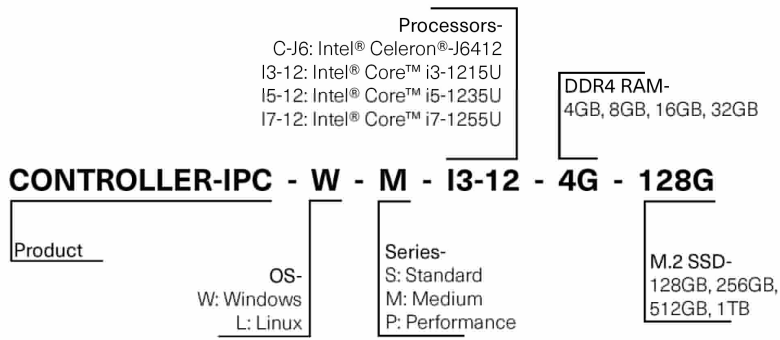 Processors-
C-J6: Intel® Celeron®-J6412
I3-12: Intel® Core™ i3-1215U
I5-12: Intel® Core™ i5-1235U
I7-12: Intel® Core™ i7-1255U
DDR4 RAM-
4GB, 8GB, 16GB, 32GB
CONTROLLER-IPC - W - M - I3-12 - 4G - 128G
Product
OS-
W: Windows
L: Linux
Series-
S: Standard
M: Medium
P: Performance
M.2 SSD-
128GB, 256GB,
512GB, 1TB